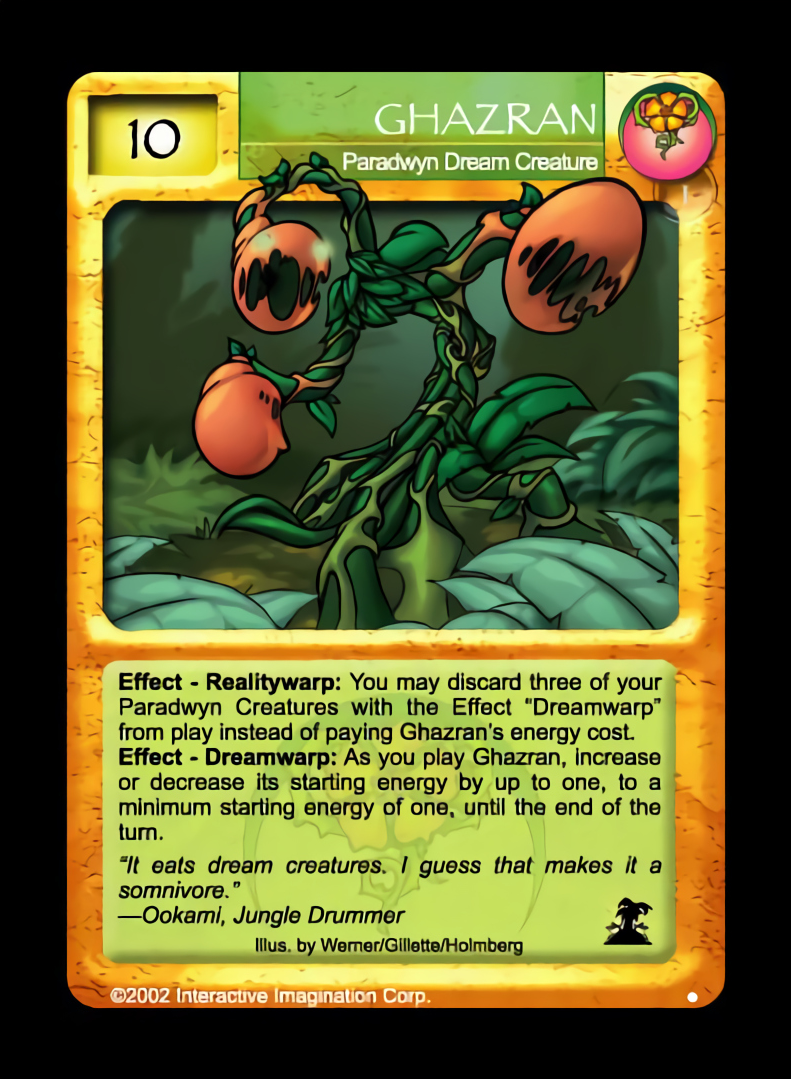 10
GHAZRAN
Paradwyn Dream Creature
1
Effect - Realitywarp: You may discard three of your
Paradwyn Creatures with the Effect "Dreamwarp"
from play instead of paying Ghazran's energy cost.
Effect - Dreamwarp: As you play Ghazran, increase
or decrease its starting energy by up to one, to a
minimum starting energy of one, until the end of the
turn.
"It eats dream creatures. I guess that makes it a
somnivore."
—Ookami, Jungle Drummer
Illus. by Werner/Gillette/Holmberg
©2002 Interactive Imagination Corp.